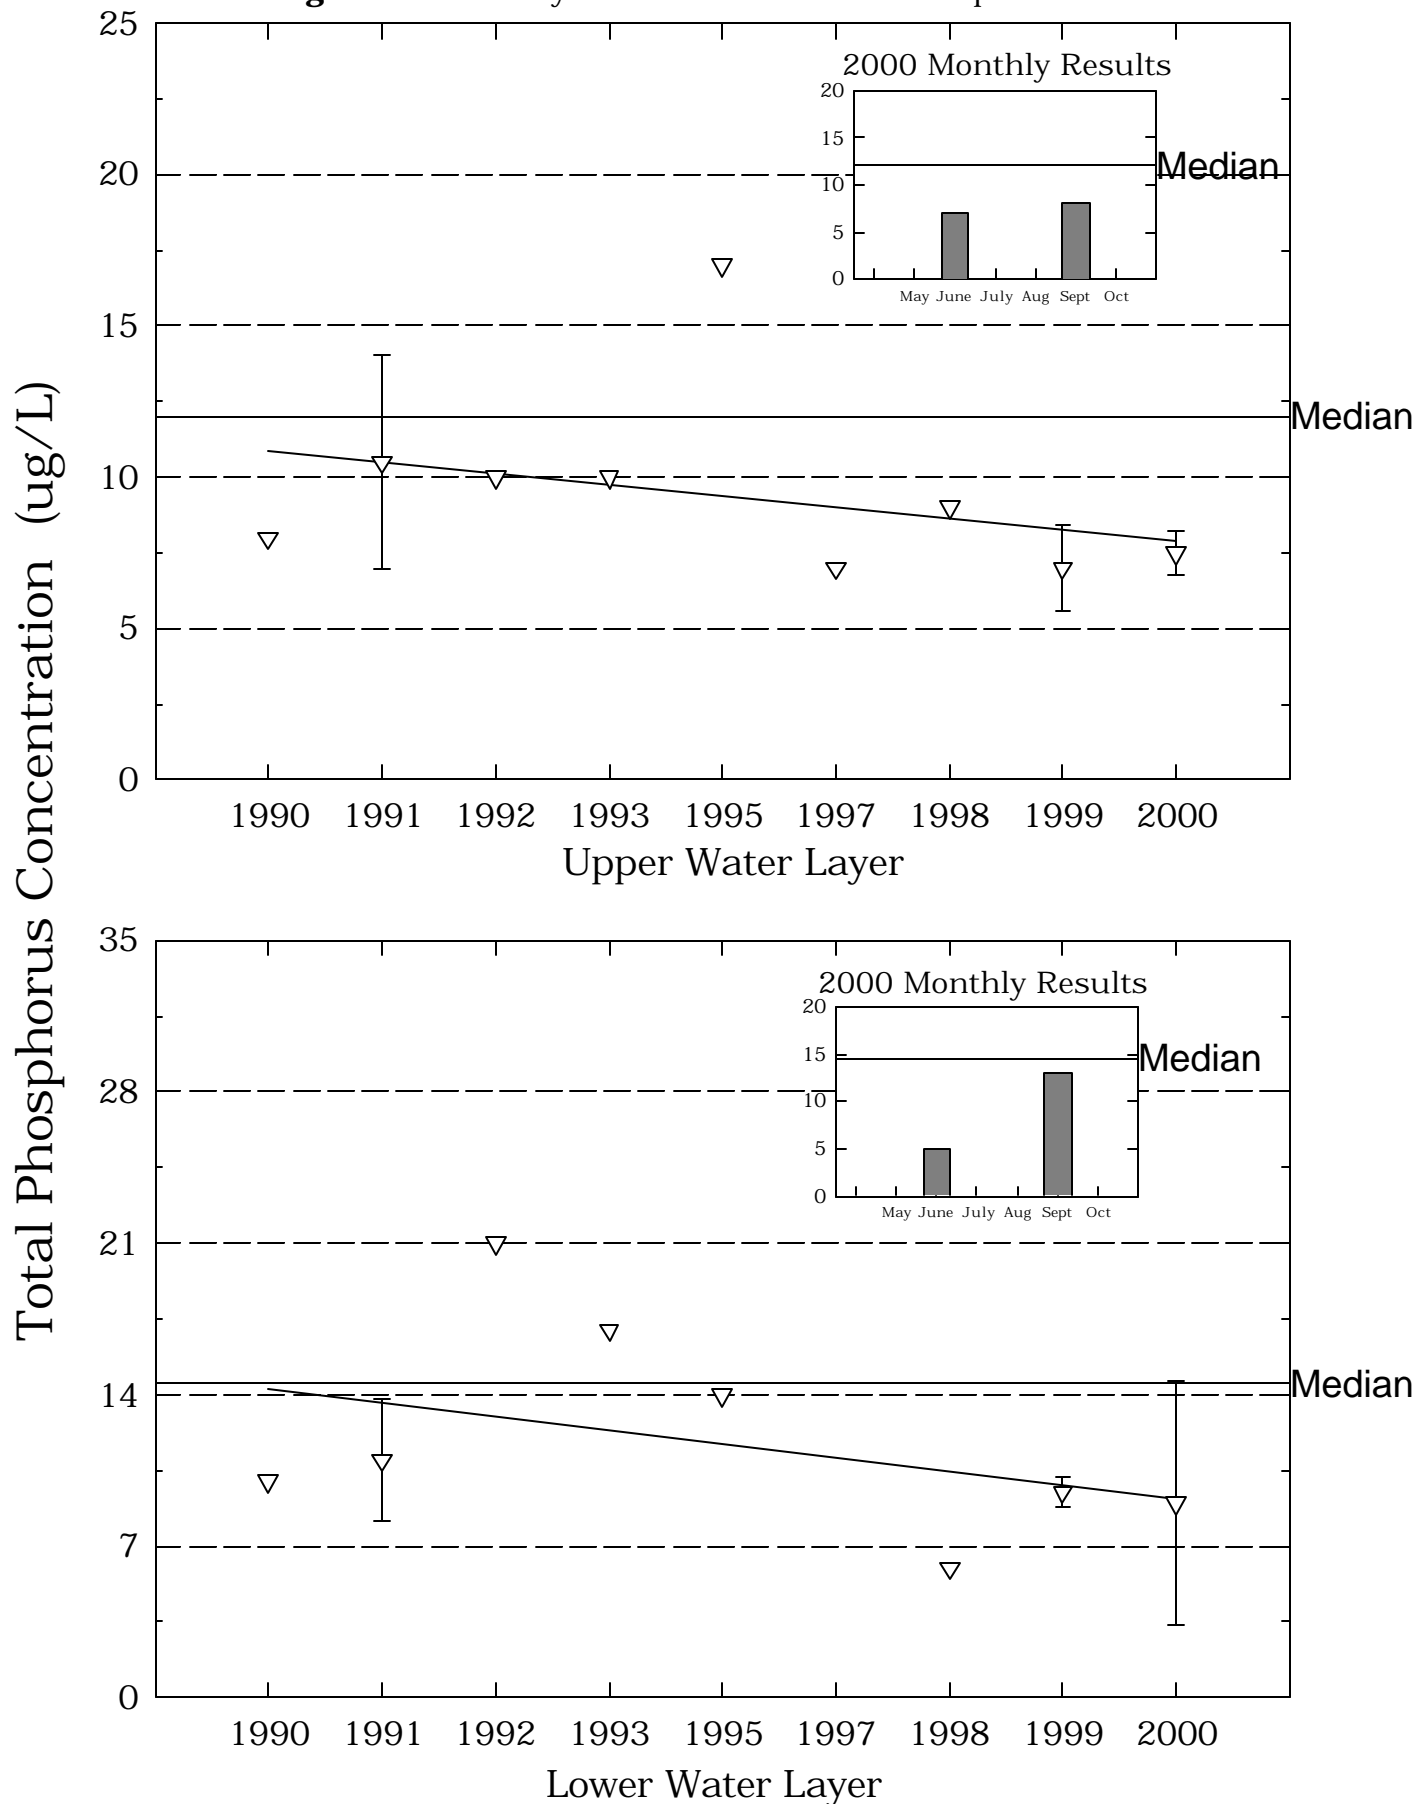 25
20
15
10
5
0
2000 Monthly Results
20
15
10
5
0
Median
May June July Aug Sept Oct
Median
1990 1991 1992 1993 1995 1997 1998 1999 2000
Upper Water Layer
Total Phosphorus Concentration (ug/L)
35
28
21
14
7
0
2000 Monthly Results
20
15
10
5
0
Median
May June July Aug Sept Oct
Median
1990 1991 1992 1993 1995 1997 1998 1999 2000
Lower Water Layer